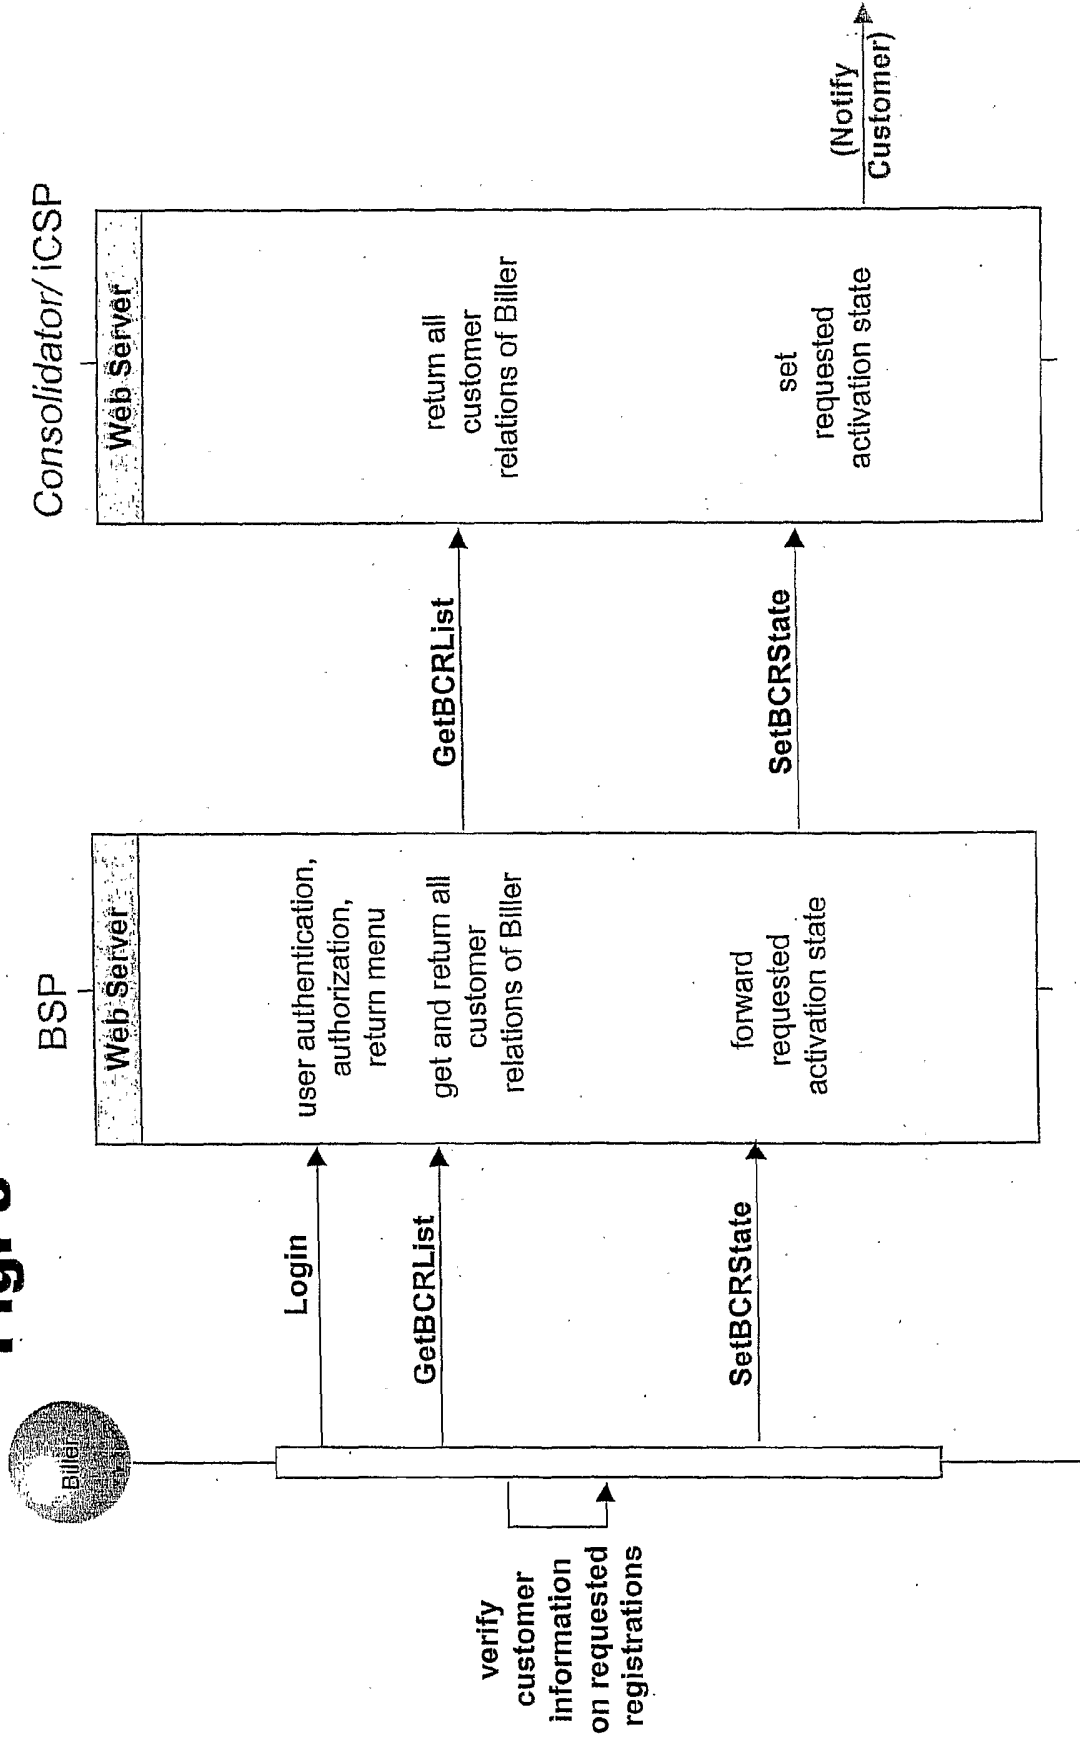 BSP
Consolidator/ iCSP
Biller
Web Server
Web Server
Login
user authentication,
authorization,
return menu
GetBCRList
get and return all
customer
relations of Biller
GetBCRList
return all
customer
relations of Biller
verify
customer
information
on requested
registrations
SetBCRState
forward
requested
activation state
SetBCRState
set
requested
activation state
(Notify
Customer)